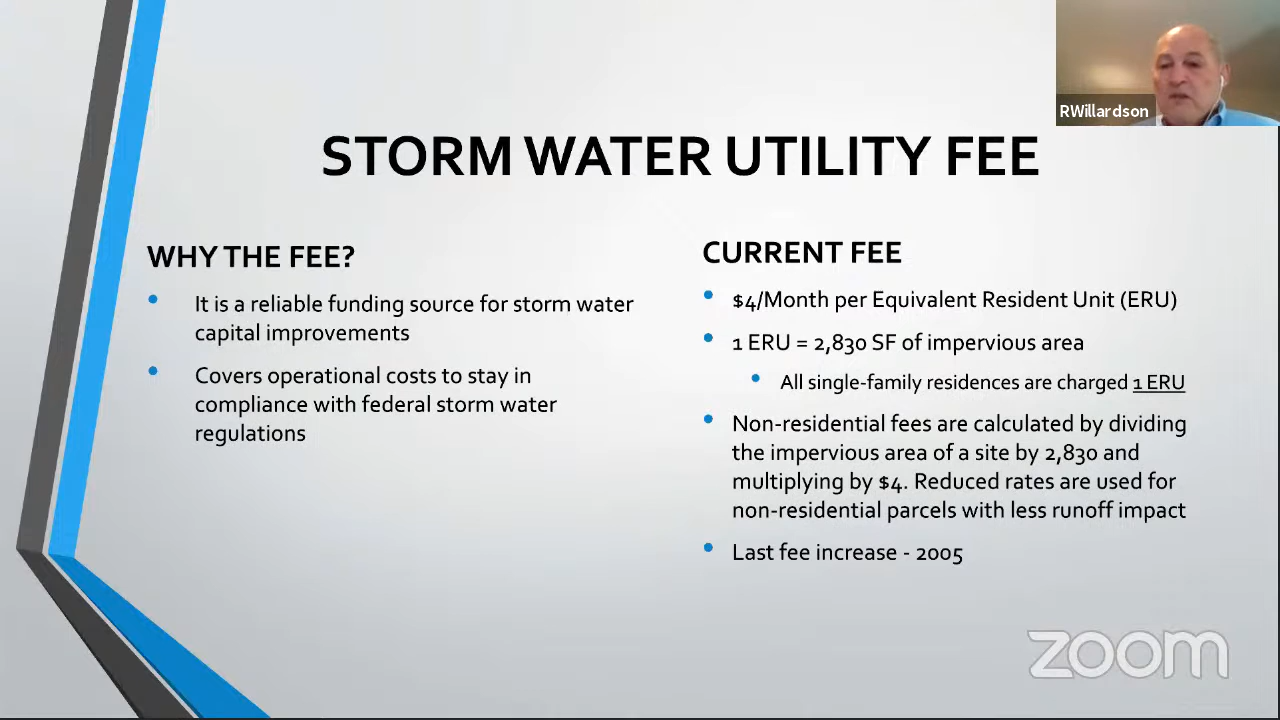 RWillardson
STORM WATER UTILITY FEE
WHY THE FEE?
It is a reliable funding source for storm water
capital improvements
Covers operational costs to stay in
compliance with federal storm water
regulations
CURRENT FEE
$4/Month per Equivalent Resident Unit (ERU)
1 ERU = 2,830 SF of impervious area
All single-family residences are charged 1 ERU
Non-residential fees are calculated by dividing
the impervious area of a site by 2,830 and
multiplying by $4. Reduced rates are used for
non-residential parcels with less runoff impact
Last fee increase - 2005
zoom